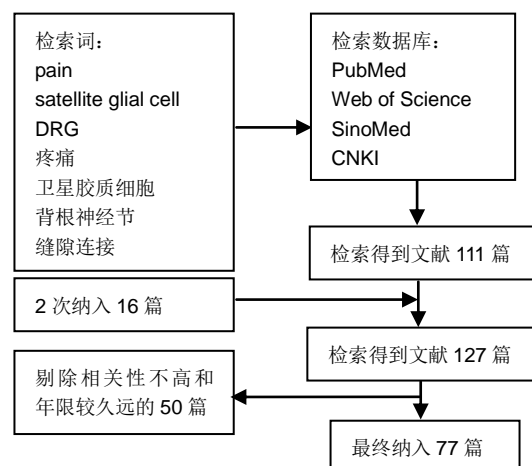 检索词：
pain
satellite glial cell
DRG
疼痛
卫星胶质细胞
背根神经节
缝隙连接
检索数据库：
PubMed
Web of Science
SinoMed
CNKI
检索得到文献 111 篇
2 次纳入 16 篇
检索得到文献 127 篇
剔除相关性不高和
年限较久远的 50 篇
最终纳入 77 篇